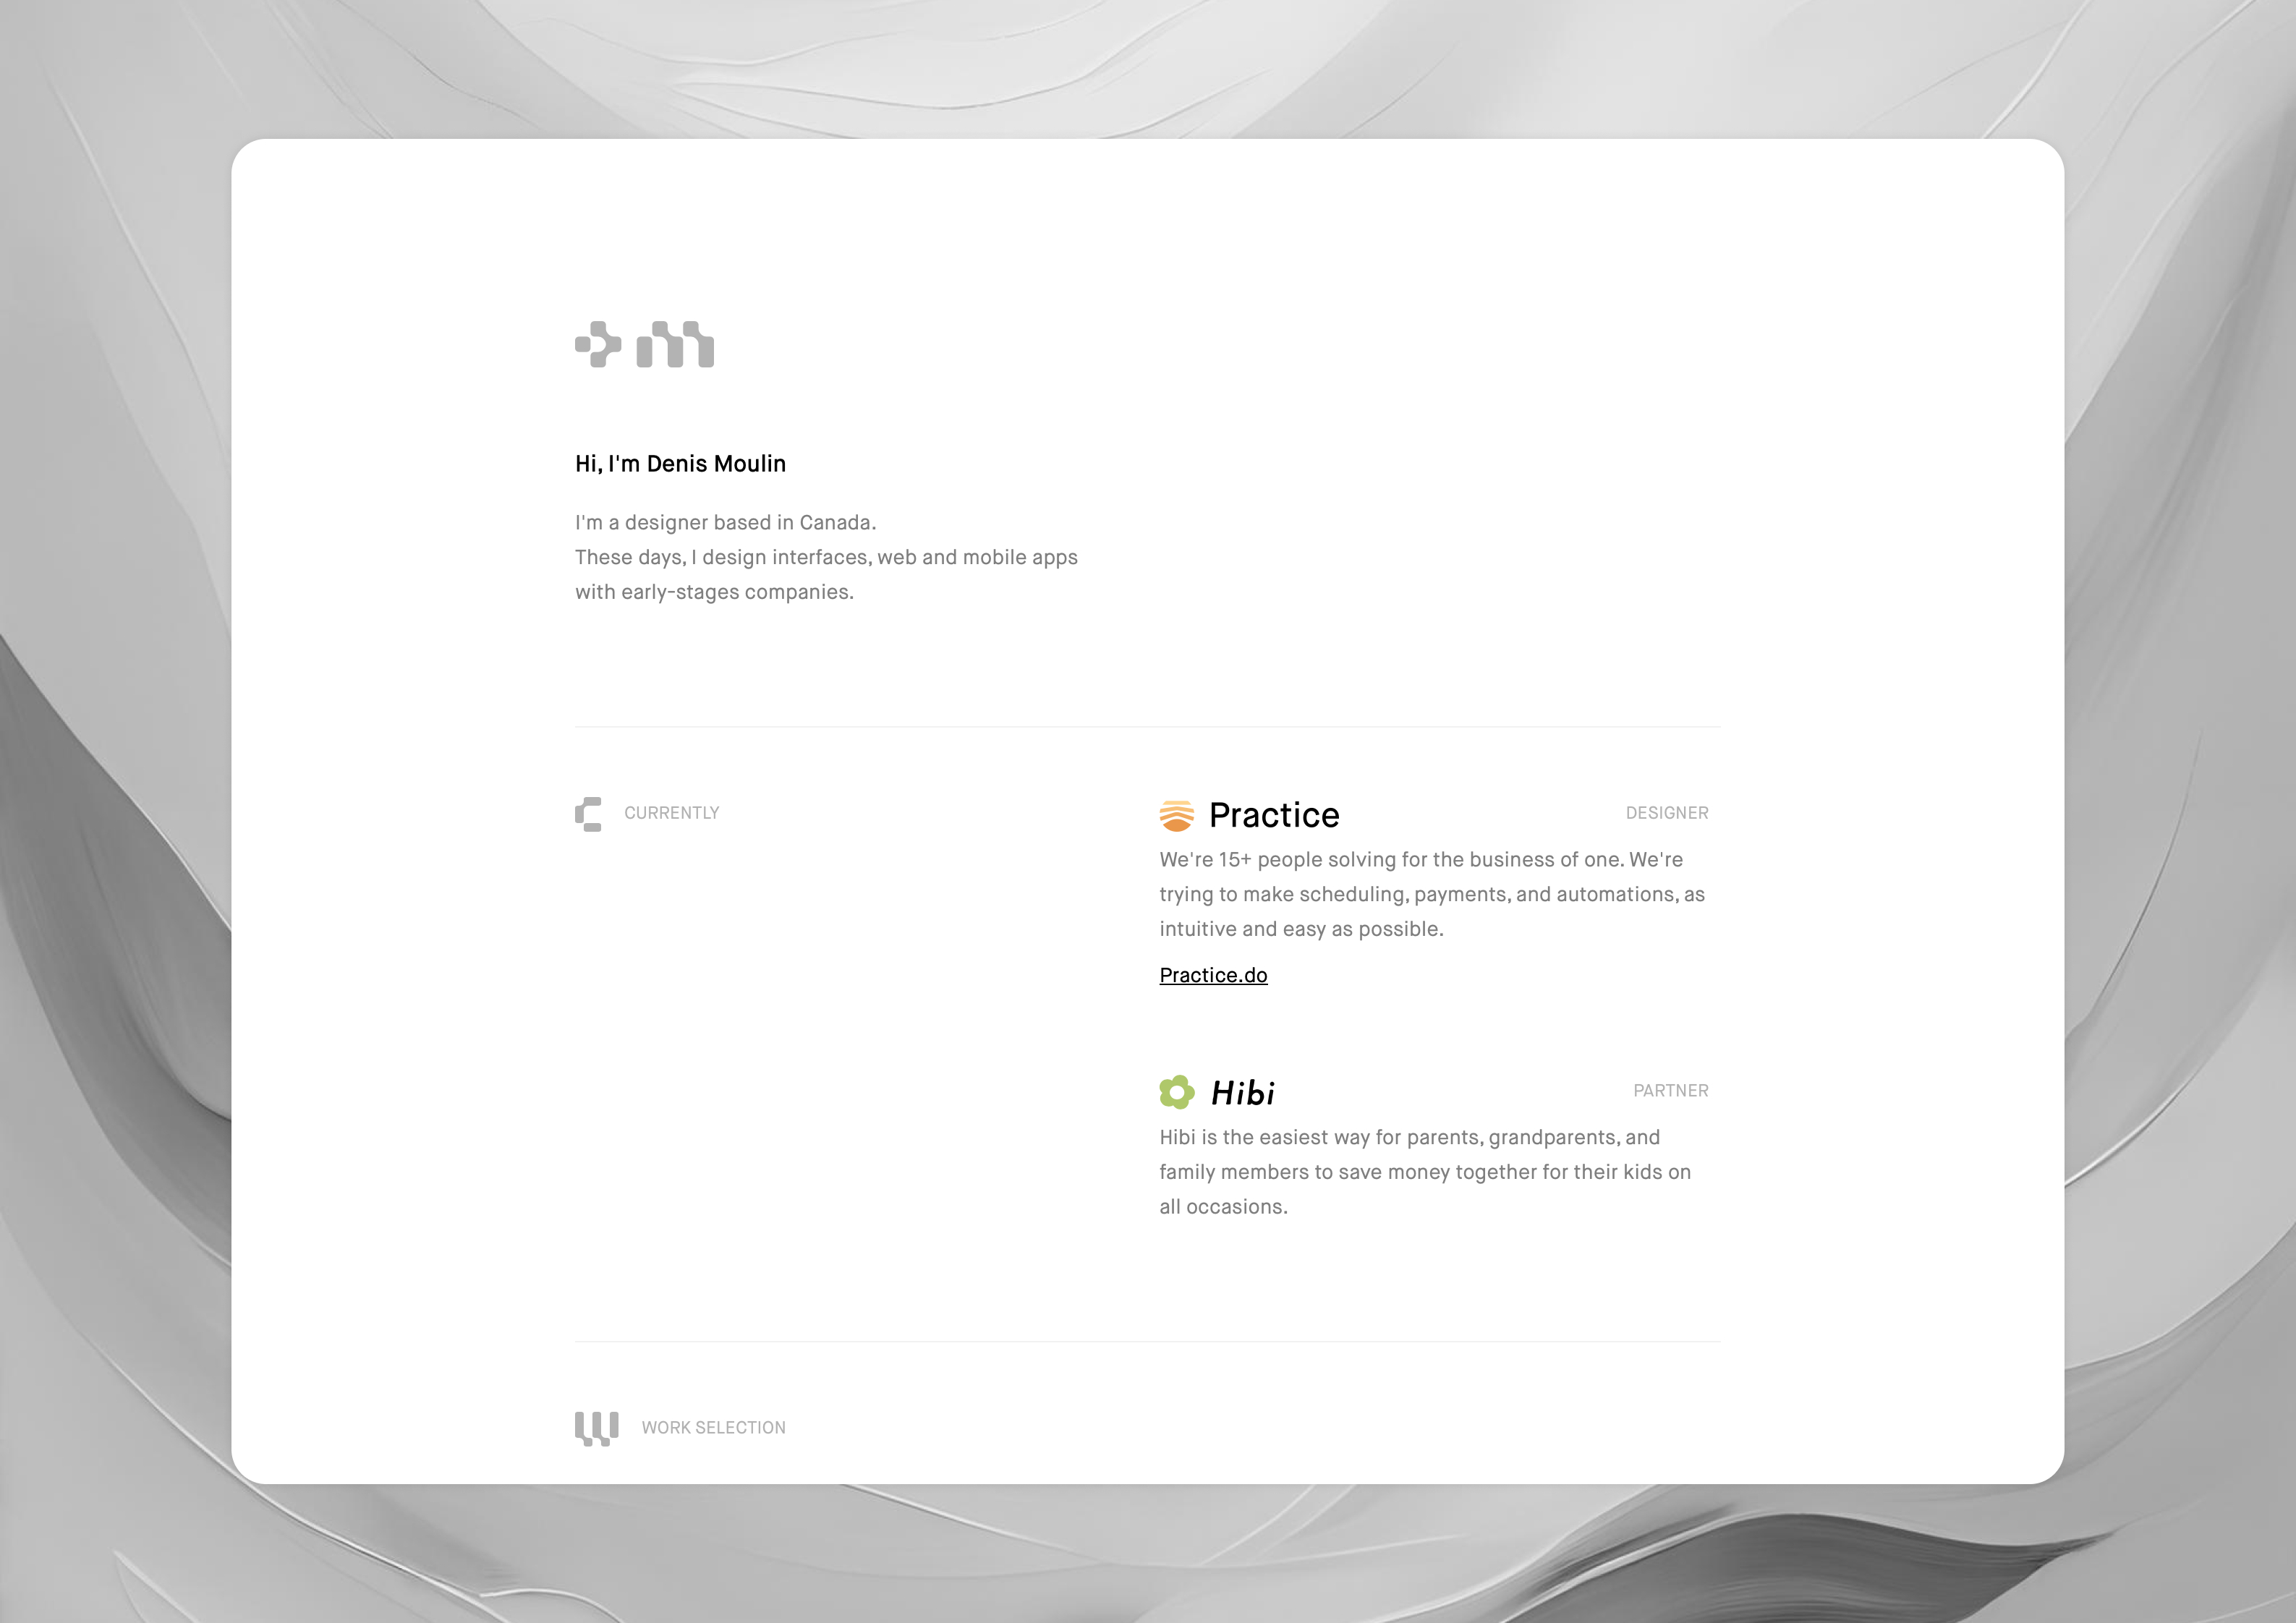 Hi, I'm Denis Moulin
I'm a designer based in Canada.
These days, I design interfaces, web and mobile apps
with early-stages companies.
CURRENTLY
Practice
DESIGNER
We're 15+ people solving for the business of one. We're
trying to make scheduling, payments, and automations, as
intuitive and easy as possible.
Practice.do
Hibi
PARTNER
Hibi is the easiest way for parents, grandparents, and
family members to save money together for their kids on
all occasions.
WORK SELECTION